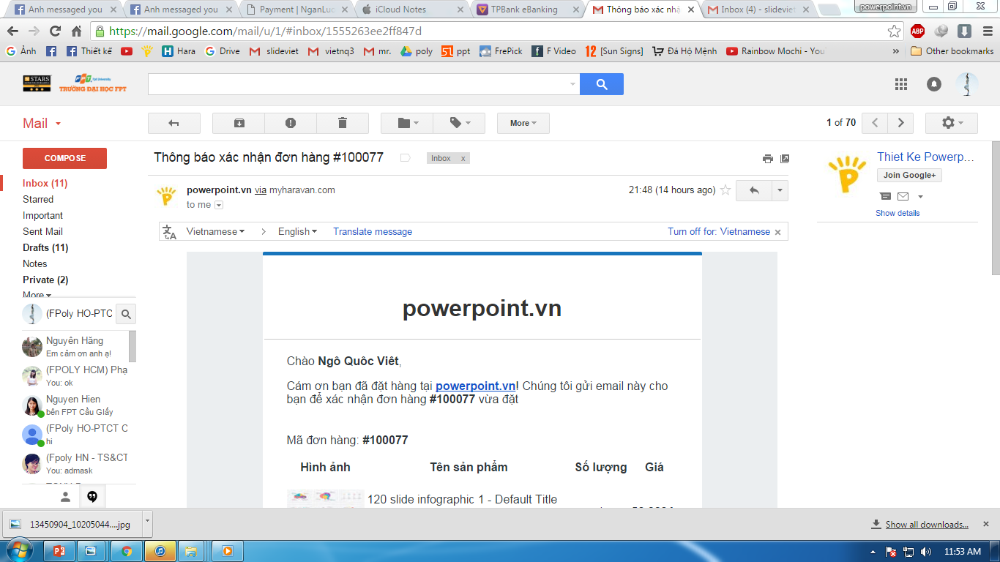 Anh messaged you
Anh messaged you
Payment | NganLuc
iCloud Notes
TPBank eBanking
Thông báo xác nhậ
Inbox (4) - slideviet
powerpoint.vn
https://mail.google.com/mail/u/1/#inbox/1555263ee2ff847d
ABP
Ảnh
Thiết kế
Hara
Drive
slideviet
vietnq3
mr.
poly
ppt
FrePick
F Video
[Sun Signs]
Đá Hộ Mệnh
Rainbow Mochi - You
Other bookmarks
STARS
FPT Fpt University
TRƯỜNG ĐẠI HỌC FPT
Mail
More
1 of 70
COMPOSE
Thông báo xác nhận đơn hàng #100077
Inbox x
Thiet Ke Powerp...
Join Google+
Show details
Inbox (11)
Starred
Important
Sent Mail
Drafts (11)
Notes
Private (2)
More
powerpoint.vn via myharavan.com
21:48 (14 hours ago)
to me
Vietnamese
English
Translate message
Turn off for: Vietnamese
powerpoint.vn
Chào Ngô Quôc Viêt,
Cám ơn bạn đã đặt hàng tại powerpoint.vn! Chúng tôi gửi email này cho
bạn để xác nhận đơn hàng #100077 vừa đặt
Mã đơn hàng: #100077
Hình ảnh Tên sản phẩm Số lượng Giá
120 slide infographic 1 - Default Title
(FPoly HO-PTC
Nguyên Hăng
Em cảm ơn anh ạ!
(FPOLY HCM) Phạ
You: ok
Nguyen Hien
bên FPT Cầu GIấy
(FPoly HO-PTCT C
hi
(Fpoly HN - TS&CT
You: admask
13450904_10205044....jpg
Show all downloads...
11:53 AM